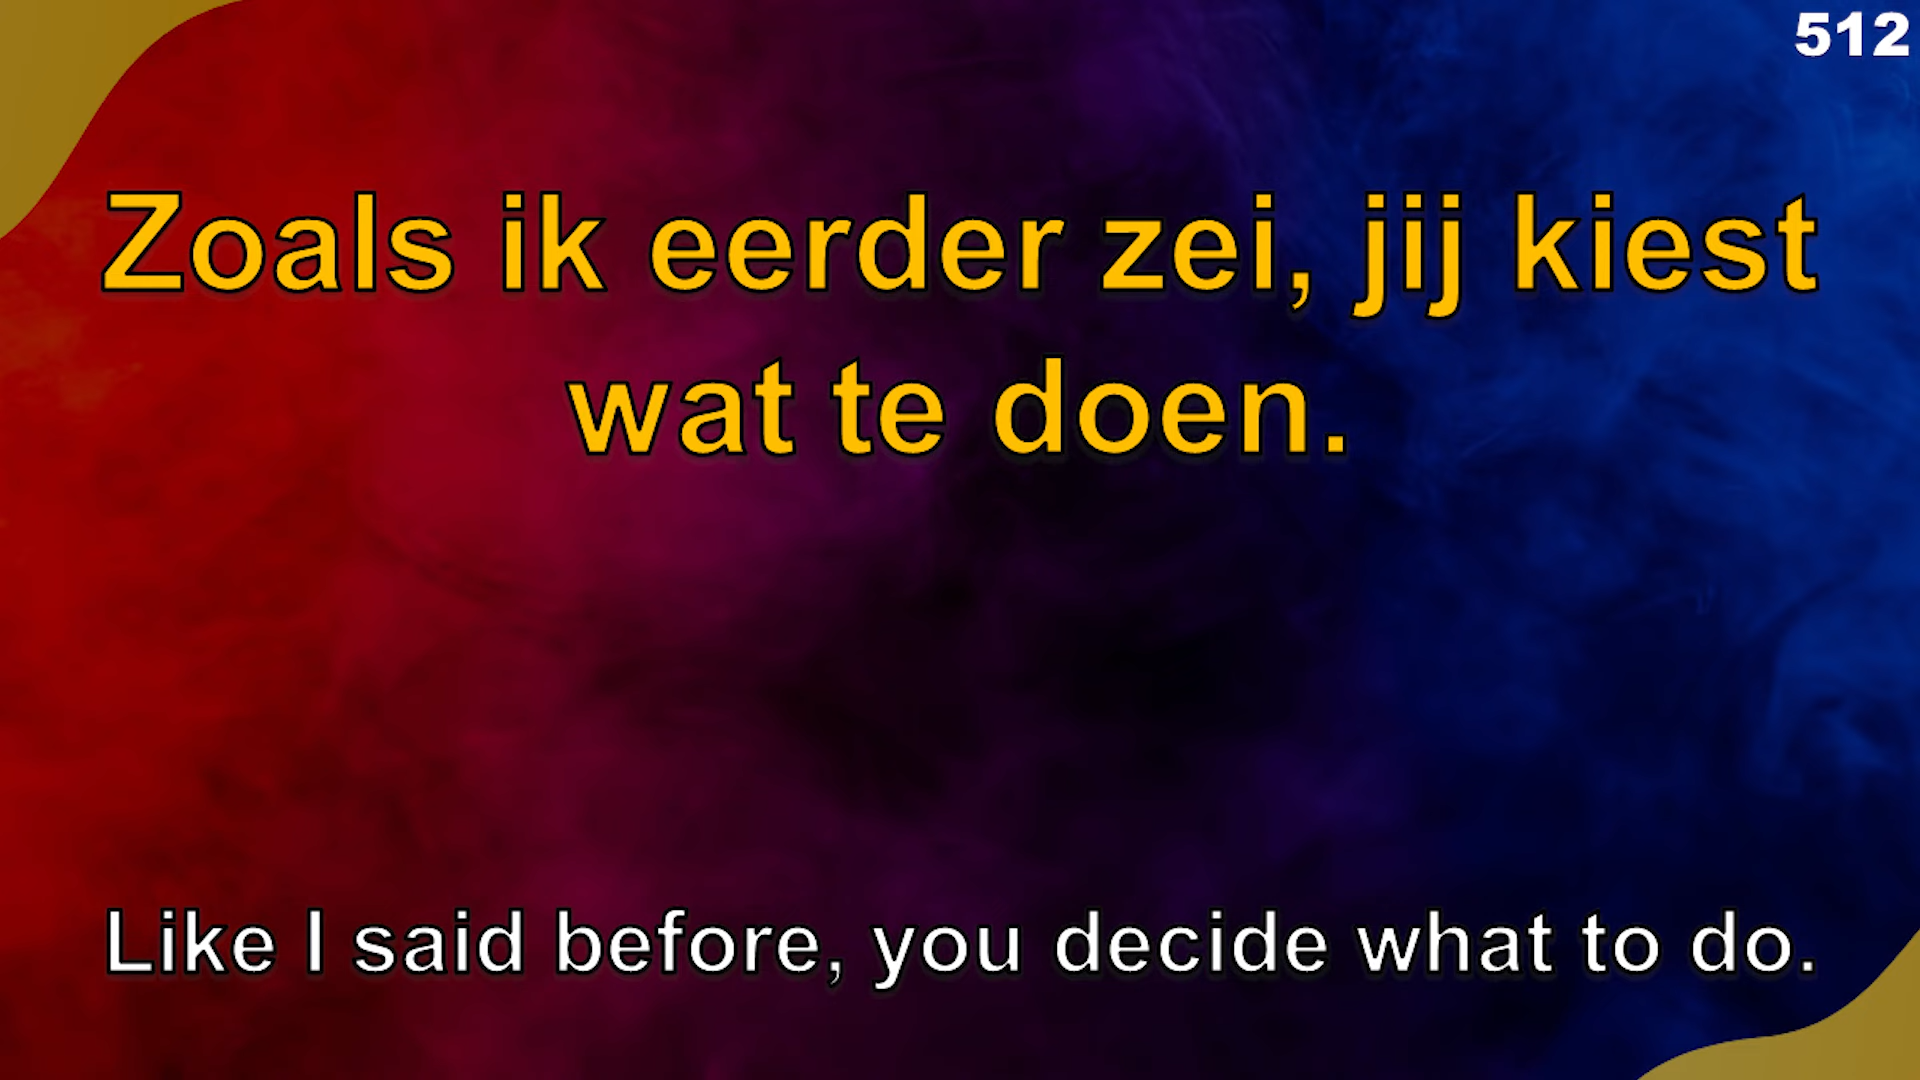 512
Zoals ik eerder zei, jij kiest
wat te doen.
Like I said before, you decide what to do.